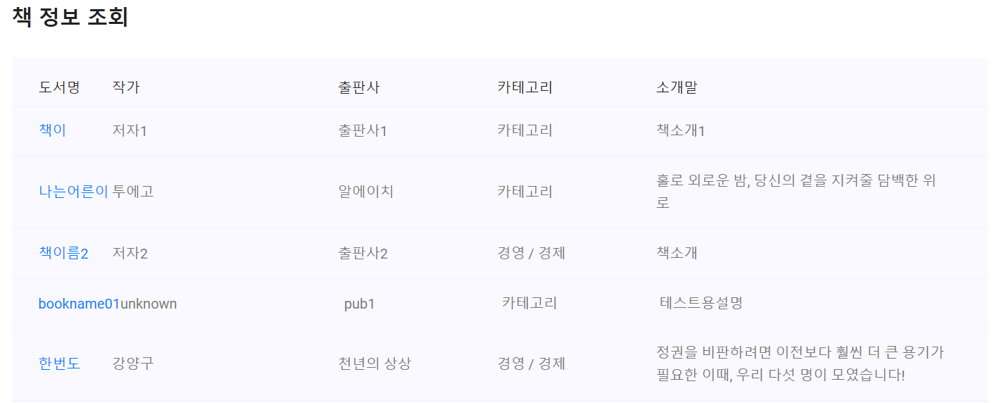 책 정보 조회
도서명 작가 출판사 카테고리 소개말
책이 저자1 출판사1 카테고리 책소개1
나는어른이 투에고 알에이치 카테고리 홀로 외로운 밤, 당신의 곁을 지켜줄 담백한 위
로
책이름2 저자2 출판사2 경영 / 경제 책소개
bookname01unknown pub1 카테고리 테스트용설명
한번도 강양구 천년의 상상 경영 / 경제 정권을 비판하려면 이전보다 훨씬 더 큰 용기가
필요한 이때, 우리 다섯 명이 모였습니다!